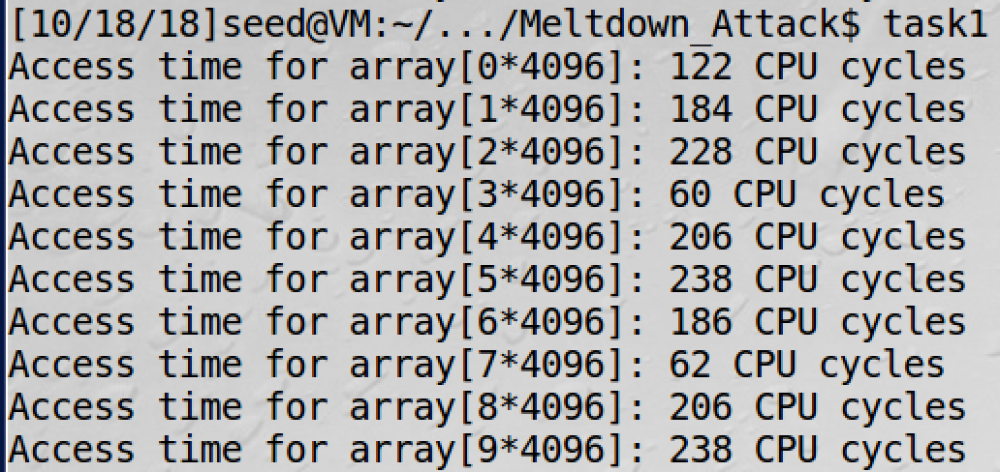 [10/18/18]seed@VM:~/.../Meltdown_Attack$ task1
Access time for array[0*4096]: 122 CPU cycles
Access time for array[1*4096]: 184 CPU cycles
Access time for array[2*4096]: 228 CPU cycles
Access time for array[3*4096]: 60 CPU cycles
Access time for array[4*4096]: 206 CPU cycles
Access time for array[5*4096]: 238 CPU cycles
Access time for array[6*4096]: 186 CPU cycles
Access time for array[7*4096]: 62 CPU cycles
Access time for array[8*4096]: 206 CPU cycles
Access time for array[9*4096]: 238 CPU cycles